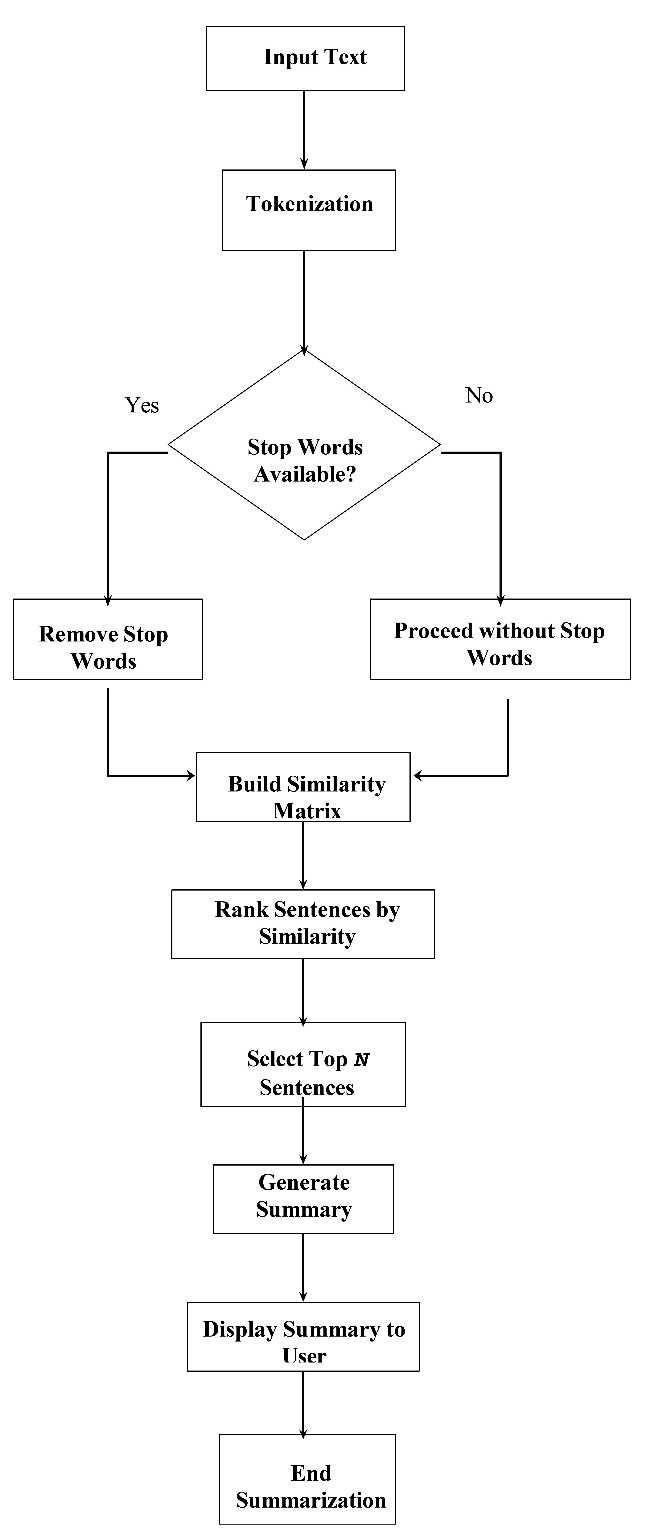 Input Text
Tokenization
Yes
No
Stop Words
Available?
Remove Stop
Words
Proceed without Stop
Words
Build Similarity
Matrix
Rank Sentences by
Similarity
Select Top N
Sentences
Generate
Summary
Display Summary to
User
End
Summarization